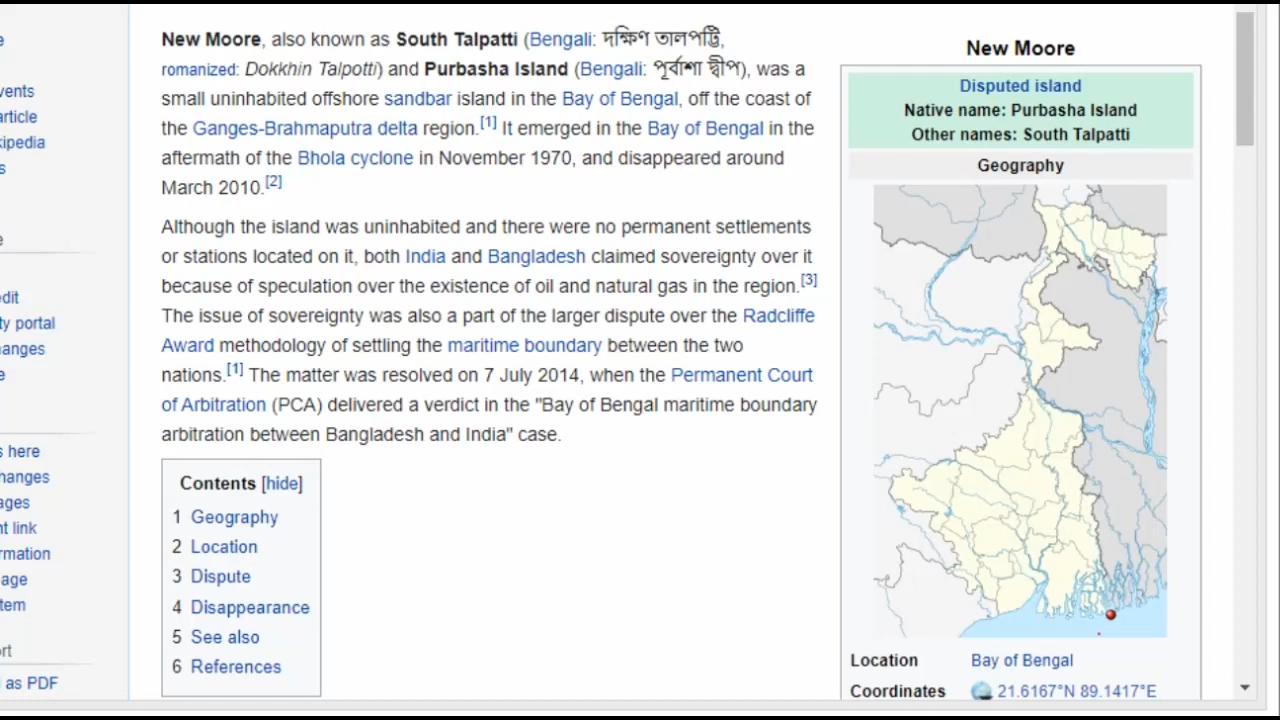 New Moore, also known as South Talpatti (Bengali: দক্ষিণ তালপট্টি,
romanized: Dokkhin Talpotti) and Purbasha Island (Bengali: পূর্বাশা দ্বীপ), was a
small uninhabited offshore sandbar island in the Bay of Bengal, off the coast of
the Ganges-Brahmaputra delta region.[1] It emerged in the Bay of Bengal in the
aftermath of the Bhola cyclone in November 1970, and disappeared around
March 2010.[2]
Although the island was uninhabited and there were no permanent settlements
or stations located on it, both India and Bangladesh claimed sovereignty over it
because of speculation over the existence of oil and natural gas in the region.[3]
The issue of sovereignty was also a part of the larger dispute over the Radcliffe
Award methodology of settling the maritime boundary between the two
nations.[1] The matter was resolved on 7 July 2014, when the Permanent Court
of Arbitration (PCA) delivered a verdict in the "Bay of Bengal maritime boundary
arbitration between Bangladesh and India" case.
Contents [hide]
1 Geography
2 Location
3 Dispute
4 Disappearance
5 See also
6 References
New Moore
Disputed island
Native name: Purbasha Island
Other names: South Talpatti
Geography
Location Bay of Bengal
Coordinates 21.6167°N 89.1417°E
e
vents
article
kipedia
s
e
edit
ty portal
anges
e
s here
hanges
ages
nt link
rmation
age
tem
rt
as PDF